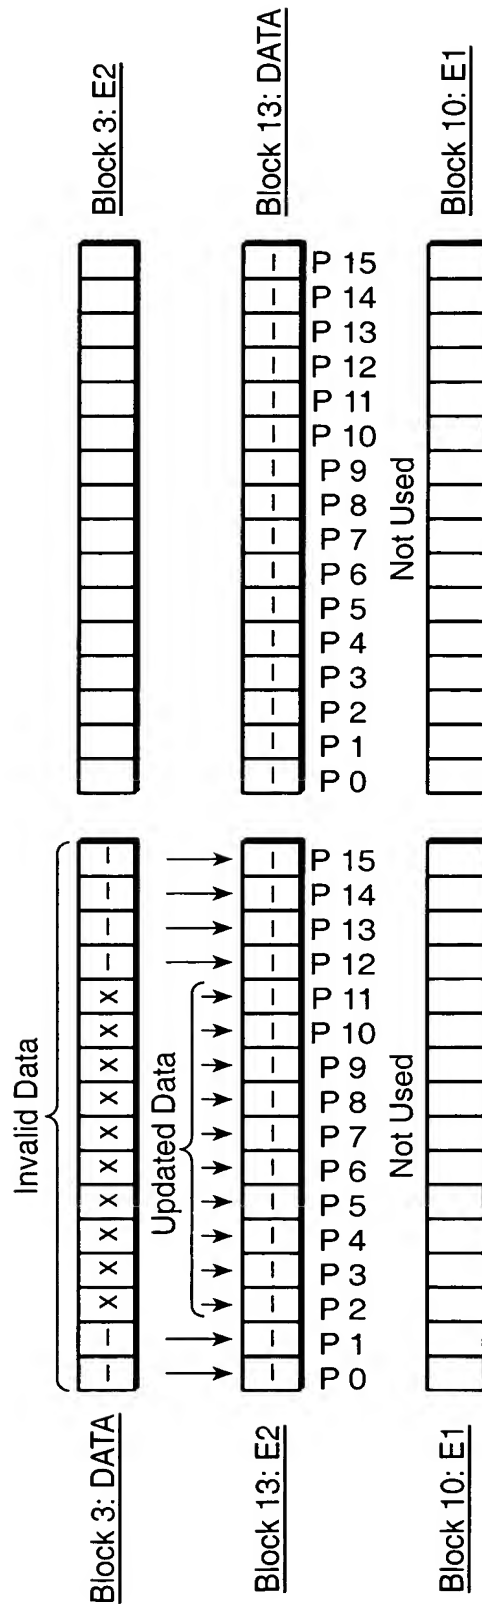 Invalid Data
Block 3: DATA
– – X X X X X X X X X X – – – –
Updated Data
Block 13: E2
– – – – – – – – – – – – – – – –
P 0
P 1
P 2
P 3
P 4
P 5
P 6
P 7
P 8
P 9
P 10
P 11
P 12
P 13
P 14
P 15
Not Used
Block 10: E1
Block 3: E2
Block 13: DATA
– – – – – – – – – – – – – – – –
P 0
P 1
P 2
P 3
P 4
P 5
P 6
P 7
P 8
P 9
P 10
P 11
P 12
P 13
P 14
P 15
Not Used
Block 10: E1